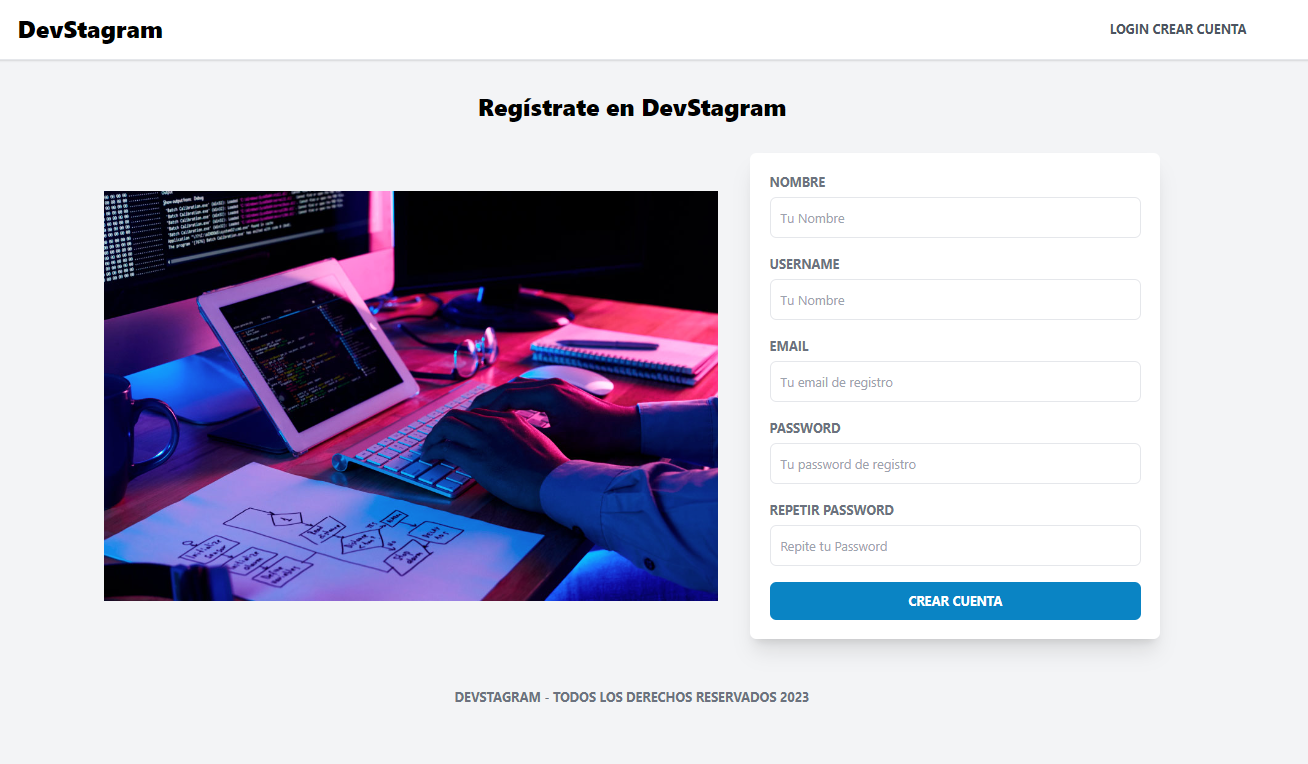 DevStagram
LOGIN CREAR CUENTA
Regístrate en DevStagram
NOMBRE
Tu Nombre
USERNAME
Tu Nombre
EMAIL
Tu email de registro
PASSWORD
Tu password de registro
REPETIR PASSWORD
Repite tu Password
CREAR CUENTA
DEVSTAGRAM - TODOS LOS DERECHOS RESERVADOS 2023